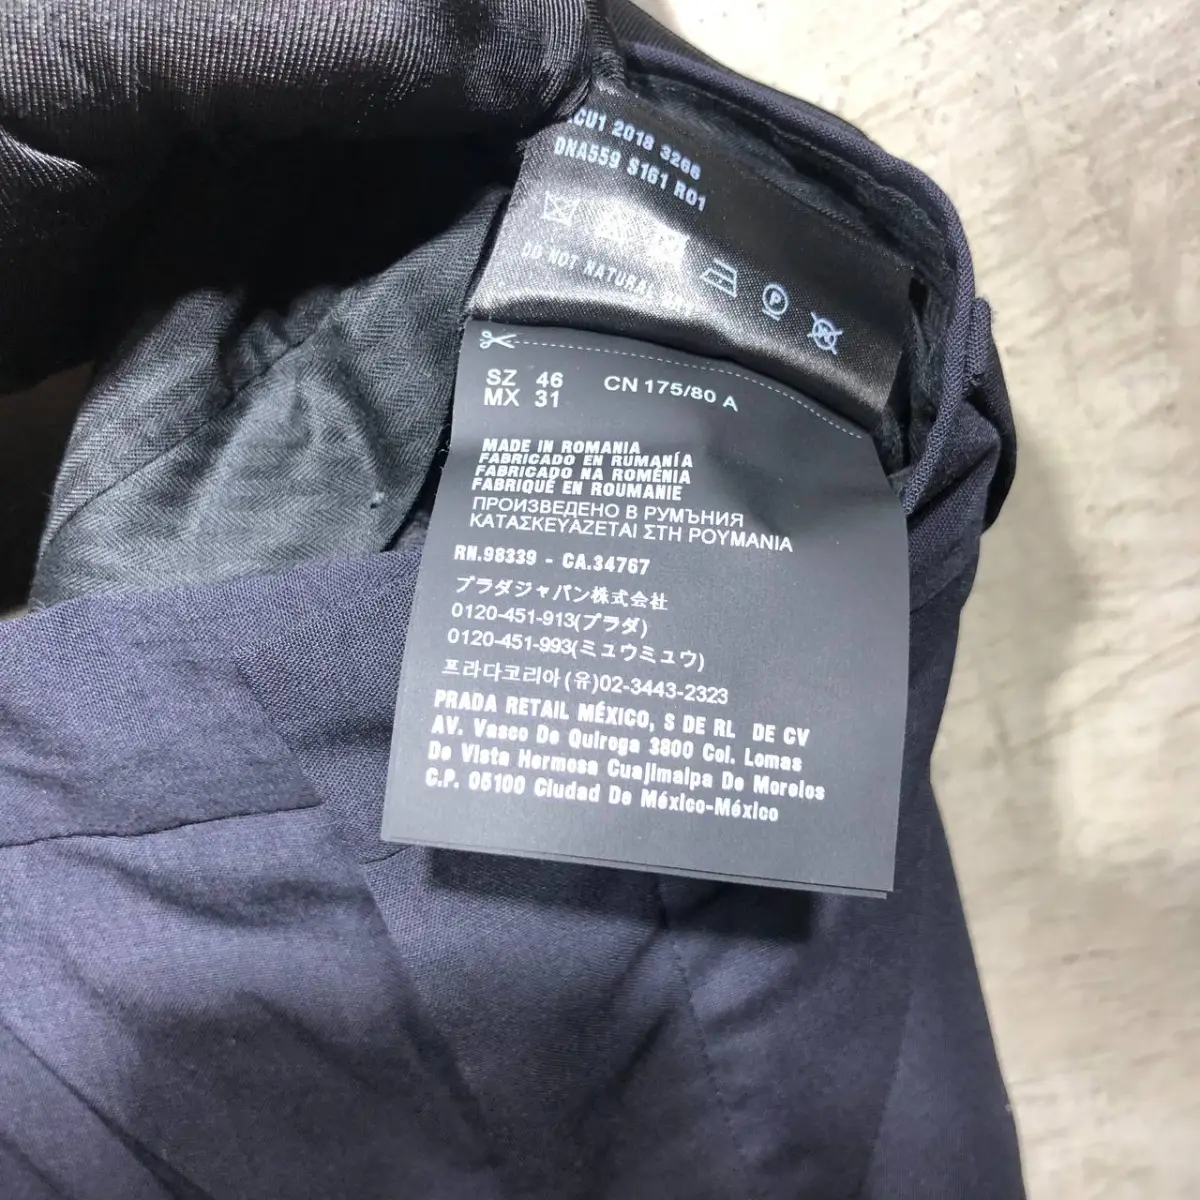 2018 3266
DNA559 S161 R01
DO NOT NATURAL
P
SZ 46 CN 175/80 A
MX 31
MADE IN ROMANIA
FABRICADO EN RUMANÍA
FABRICADO NA ROMÉNIA
FABRIQUÉ EN ROUMANIE
ПРОИЗВЕДЕНО В РУМЪНИЯ
ΚΑΤΑΣΚΕΥΑΖΕΤΑΙ ΣΤΗ ΡΟΥΜΑΝΙΑ
RN.98339 - CA.34767
プラダジャパン株式会社
0120-451-913(プラダ)
0120-451-993(ミュウミュウ)
프라다코리아(유)02-3443-2323
PRADA RETAIL MÉXICO, S DE RL DE CV
AV. Vasco De Quiroga 3800 Col. Lomas
De Vista Hermosa Cuajimalpa De Morelos
C.P. 05100 Ciudad De México-México